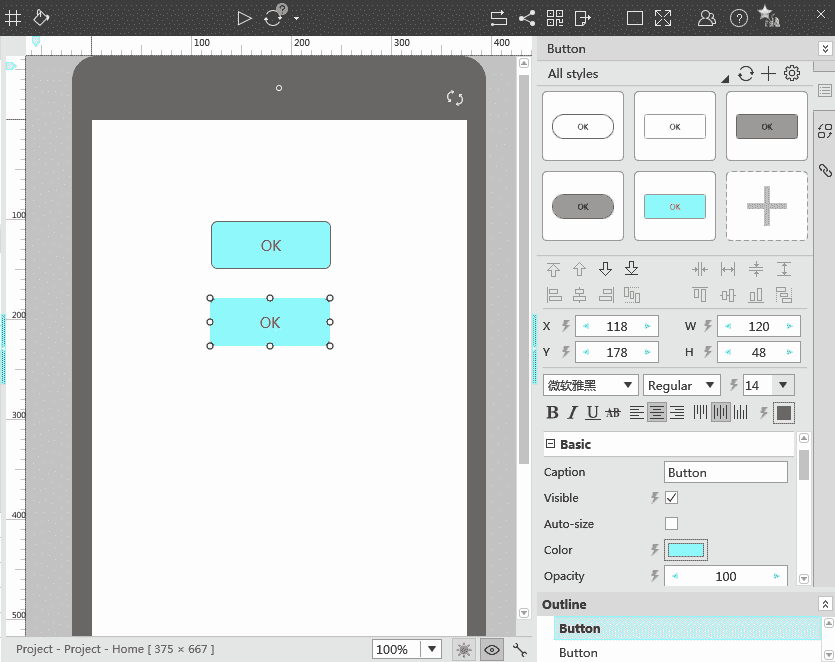 Button
100
200
300
400
All styles
OK
OK
OK
OK
OK
100
200
300
400
500
OK
OK
X 118 W 120
Y 178 H 48
微软雅黑 Regular 14
B I U AB
Basic
Caption Button
Visible
Auto-size
Color
Opacity 100
Outline
Button
Button
Project - Project - Home [ 375 × 667 ] 100%